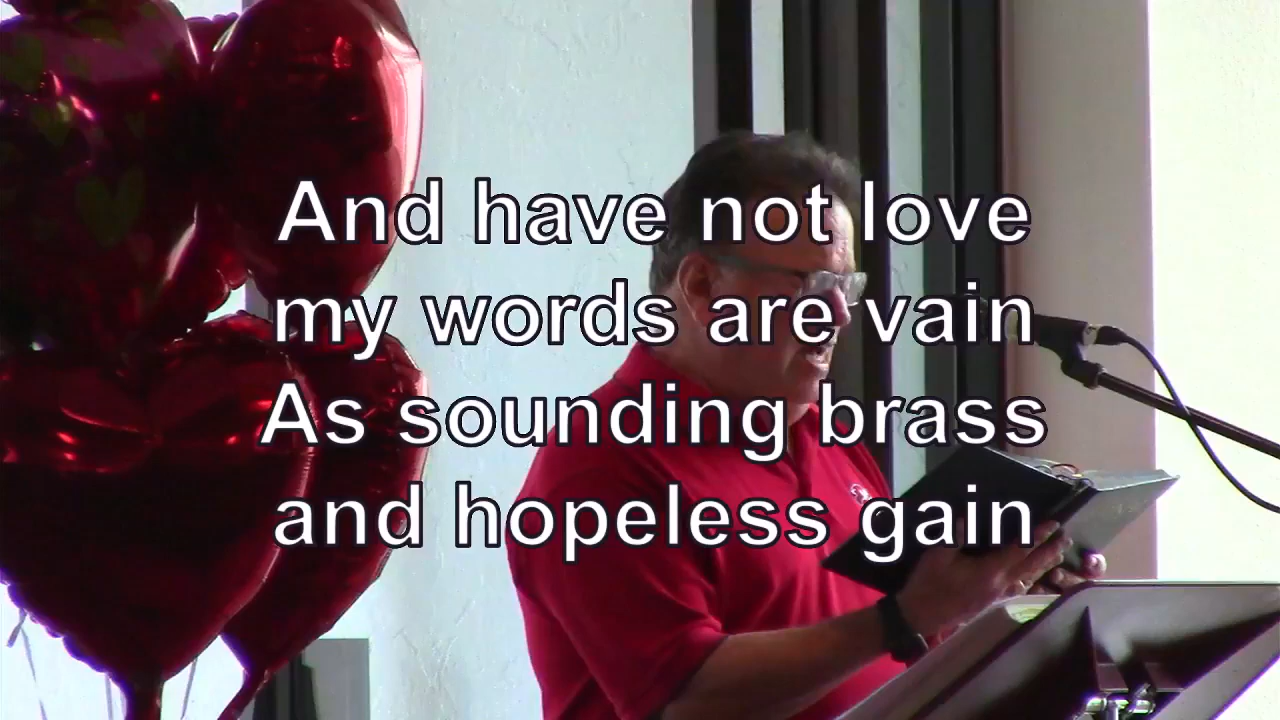 And have not love
my words are vain
As sounding brass
and hopeless gain